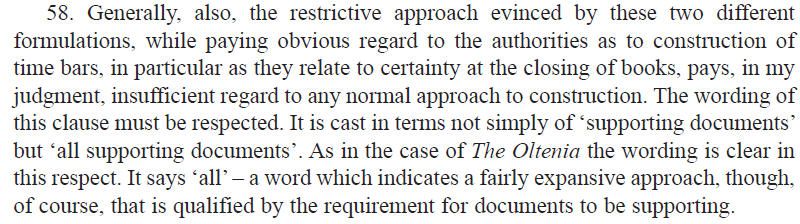 58. Generally, also, the restrictive approach evinced by these two different
formulations, while paying obvious regard to the authorities as to construction of
time bars, in particular as they relate to certainty at the closing of books, pays, in my
judgment, insufficient regard to any normal approach to construction. The wording of
this clause must be respected. It is cast in terms not simply of ‘supporting documents’
but ‘all supporting documents’. As in the case of The Oltenia the wording is clear in
this respect. It says ‘all’ – a word which indicates a fairly expansive approach, though,
of course, that is qualified by the requirement for documents to be supporting.